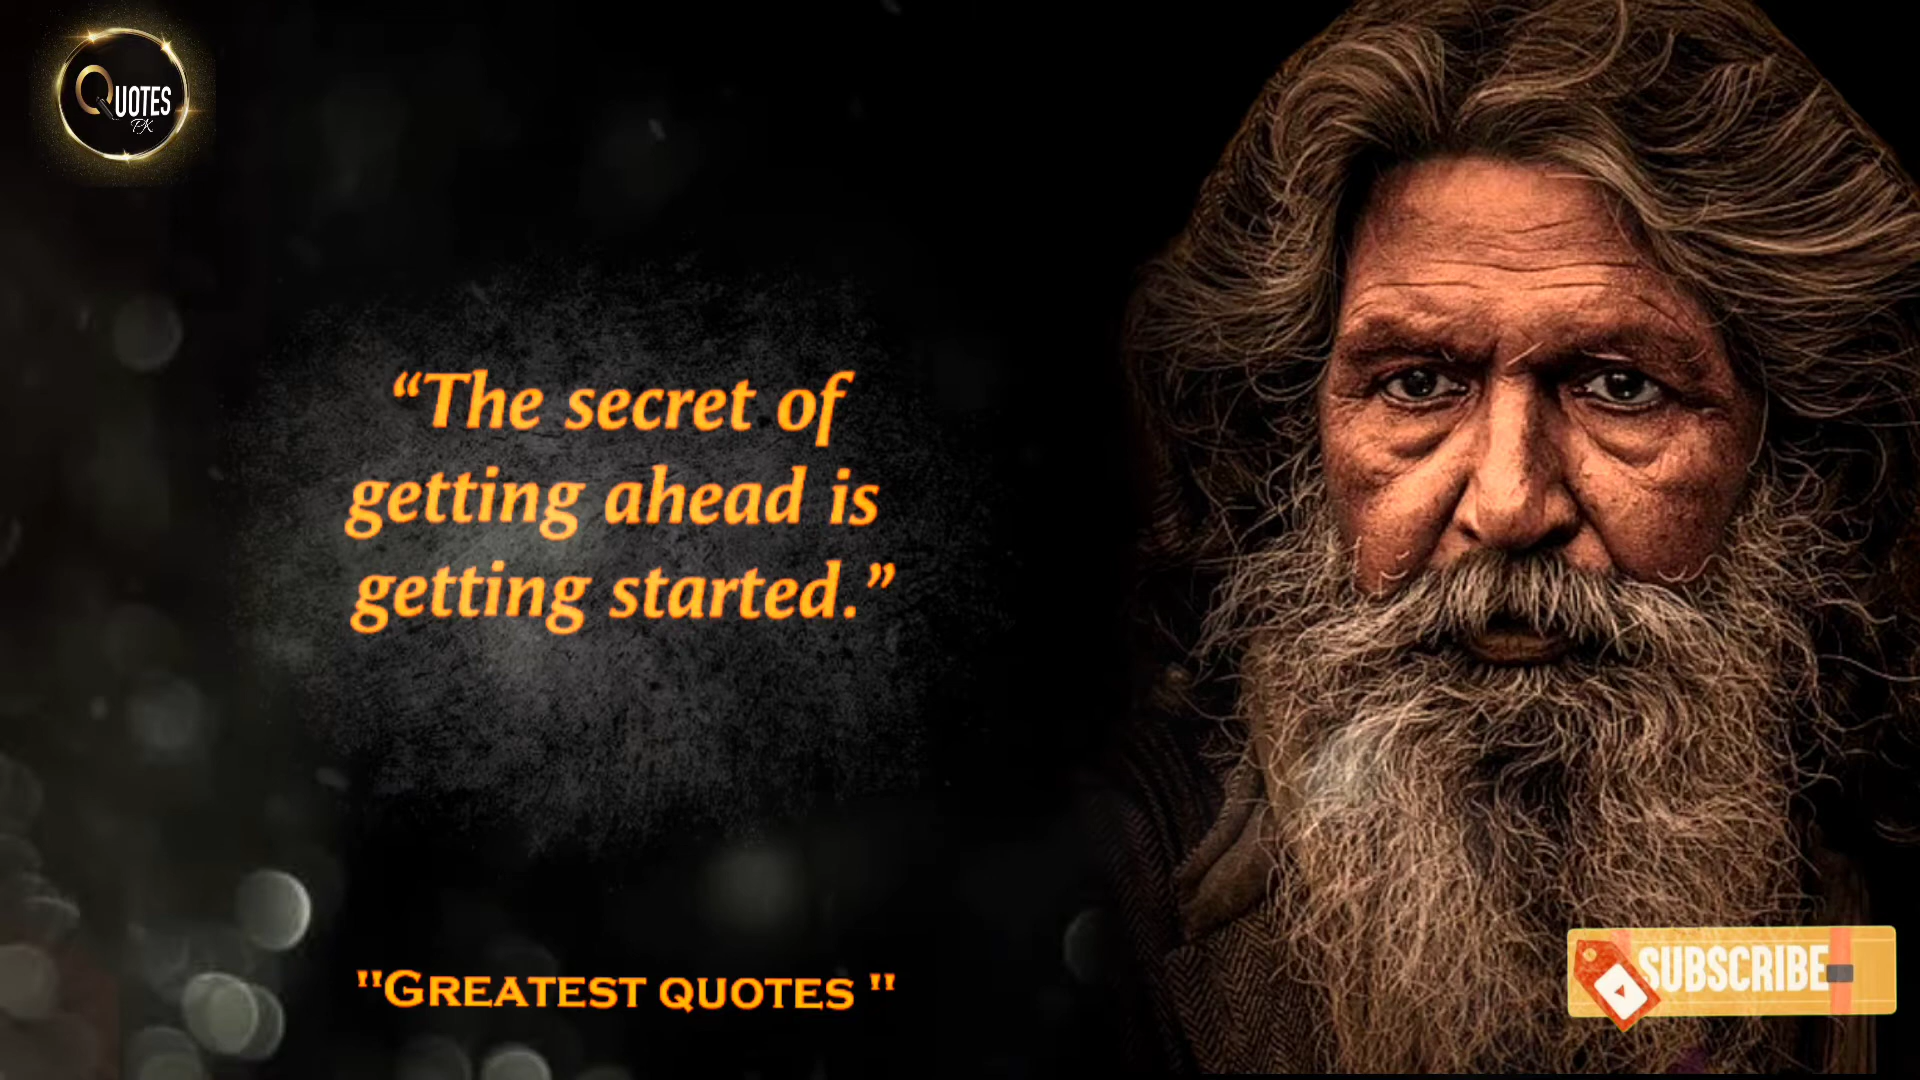 QUOTES
PK
“The secret of
getting ahead is
getting started.”
"GREATEST QUOTES "
SUBSCRIBE